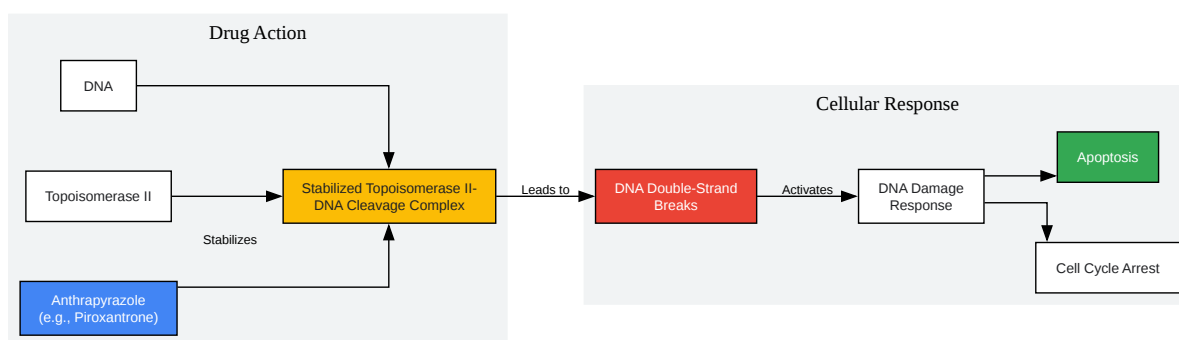 Drug Action
DNA
Topoisomerase II
Stabilized Topoisomerase II-
DNA Cleavage Complex
Stabilizes
Anthrapyrazole
(e.g., Piroxantrone)
Leads to
Cellular Response
DNA Double-Strand
Breaks
Activates
DNA Damage
Response
Apoptosis
Cell Cycle Arrest